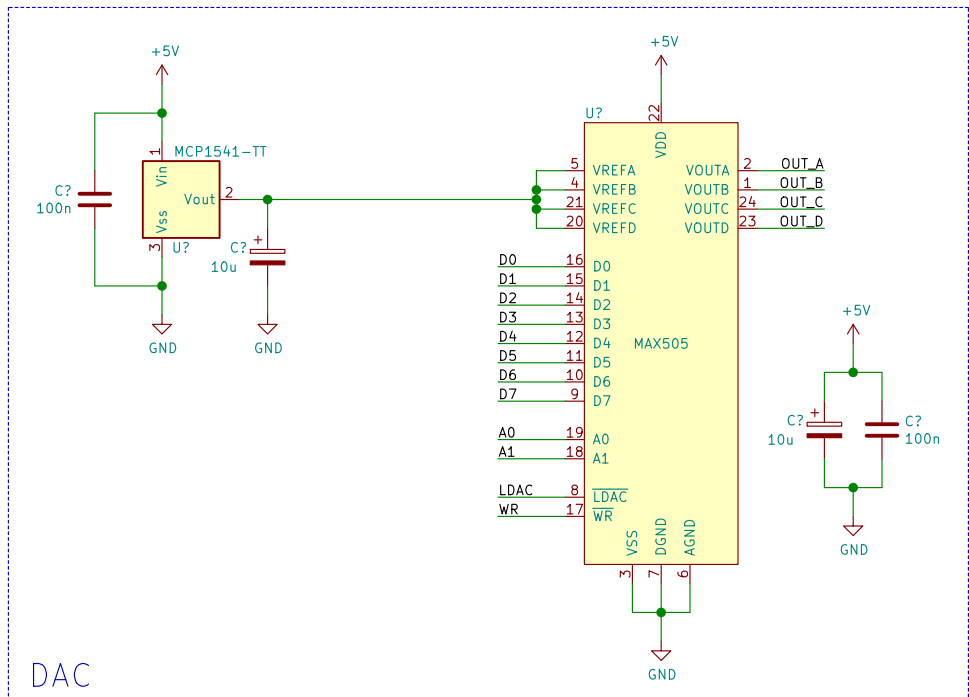 +5V
1
MCP1541-TT
Vin
C?
100n
Vout
2
Vss
3
U?
C?
+
10u
GND
GND
+5V
22
U?
VDD
5 VREFA
4 VREFB
21 VREFC
20 VREFD
VOUTA 2 OUT_A
VOUTB 1 OUT_B
VOUTC 24 OUT_C
VOUTD 23 OUT_D
D0 16 D0
D1 15 D1
D2 14 D2
D3 13 D3
D4 12 D4
MAX505
D5 11 D5
D6 10 D6
D7 9 D7
A0 19 A0
A1 18 A1
LDAC 8 LDAC
WR 17 WR
VSS
DGND
AGND
3
7
6
GND
+5V
C?
+
10u
C?
100n
GND
DAC